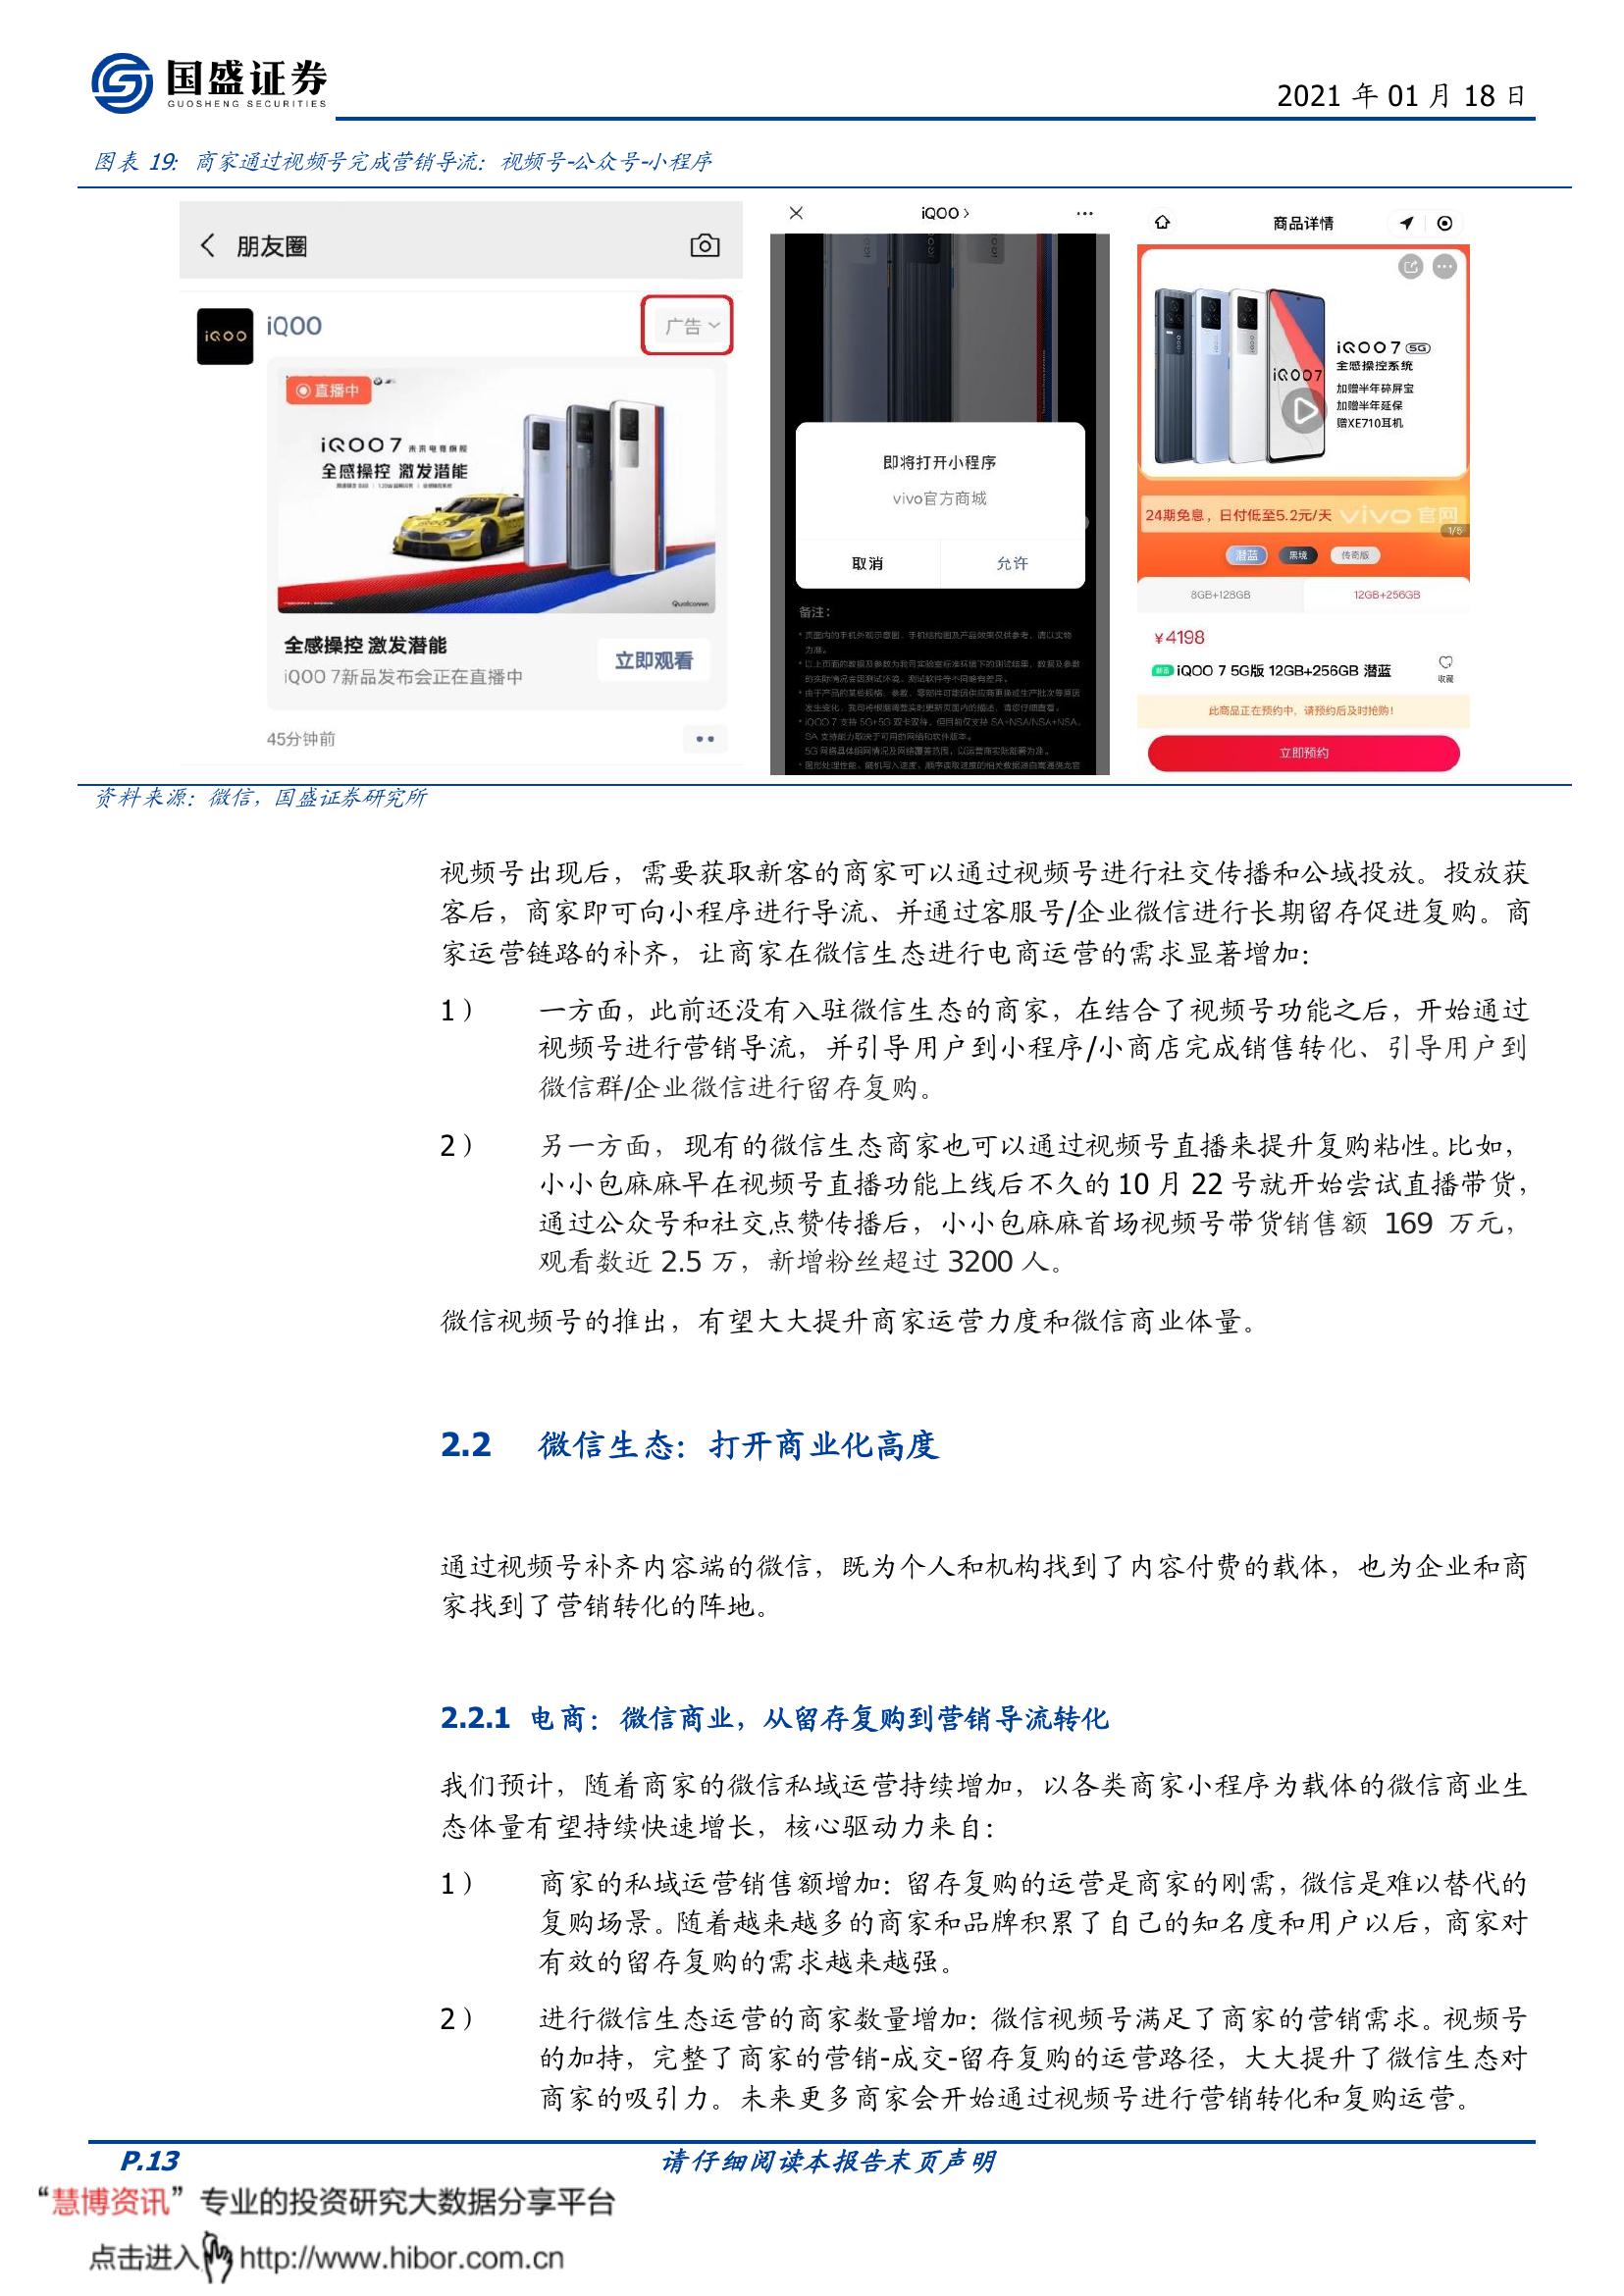 国盛证券
GUOSHENG SECURITIES
2021 年 01 月 18 日
图表 19: 商家通过视频号完成营销导流：视频号-公众号-小程序
朋友圈
iQOO
iQOO
广告
直播中
iQOO 7 未来电竞旗舰
全感操控 激发潜能
Qualcomm
全感操控 激发潜能
iQOO 7新品发布会正在直播中
立即观看
45分钟前
iQOO
即将打开小程序
vivo官方商城
取消
允许
备注：
商品详情
iQOO 7 5G
全感操控系统
加赠半年碎屏宝
加赠半年延保
赠XE710耳机
iQOO7
24期免息，日付低至5.2元/天
vivo 官网
1/6
潜蓝
黑境
传奇版
8GB+128GB
12GB+256GB
￥4198
iQOO 7 5G版 12GB+256GB 潜蓝
收藏
此商品正在预约中，请预约后及时抢购！
立即预约
资料来源：微信，国盛证券研究所
视频号出现后，需要获取新客的商家可以通过视频号进行社交传播和公域投放。投放获
客后，商家即可向小程序进行导流、并通过客服号/企业微信进行长期留存促进复购。商
家运营链路的补齐，让商家在微信生态进行电商运营的需求显著增加：
1） 一方面，此前还没有入驻微信生态的商家，在结合了视频号功能之后，开始通过
视频号进行营销导流，并引导用户到小程序/小商店完成销售转化、引导用户到
微信群/企业微信进行留存复购。
2） 另一方面，现有的微信生态商家也可以通过视频号直播来提升复购粘性。比如，
小小包麻麻早在视频号直播功能上线后不久的 10 月 22 号就开始尝试直播带货，
通过公众号和社交点赞传播后，小小包麻麻首场视频号带货销售额 169 万元，
观看数近 2.5 万，新增粉丝超过 3200 人。
微信视频号的推出，有望大大提升商家运营力度和微信商业体量。
2.2 微信生态：打开商业化高度
通过视频号补齐内容端的微信，既为个人和机构找到了内容付费的载体，也为企业和商
家找到了营销转化的阵地。
2.2.1 电商：微信商业，从留存复购到营销导流转化
我们预计，随着商家的微信私域运营持续增加，以各类商家小程序为载体的微信商业生
态体量有望持续快速增长，核心驱动力来自：
1） 商家的私域运营销售额增加：留存复购的运营是商家的刚需，微信是难以替代的
复购场景。随着越来越多的商家和品牌积累了自己的知名度和用户以后，商家对
有效的留存复购的需求越来越强。
2） 进行微信生态运营的商家数量增加：微信视频号满足了商家的营销需求。视频号
的加持，完整了商家的营销-成交-留存复购的运营路径，大大提升了微信生态对
商家的吸引力。未来更多商家会开始通过视频号进行营销转化和复购运营。
P.13
请仔细阅读本报告末页声明
“慧博资讯”专业的投资研究大数据分享平台
点击进入 http://www.hibor.com.cn